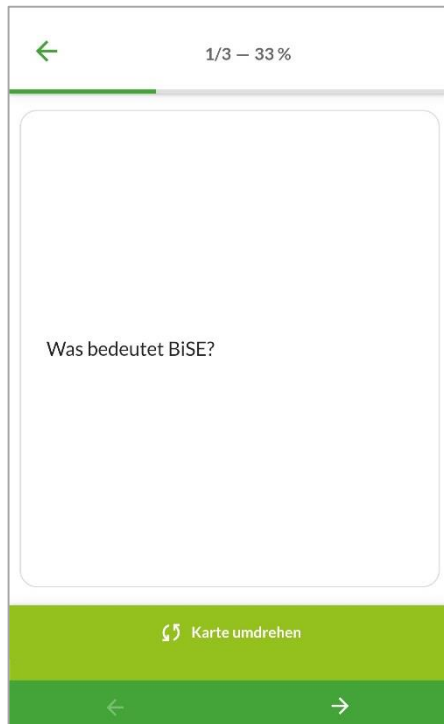 1/3 — 33 %
Was bedeutet BiSE?
Karte umdrehen